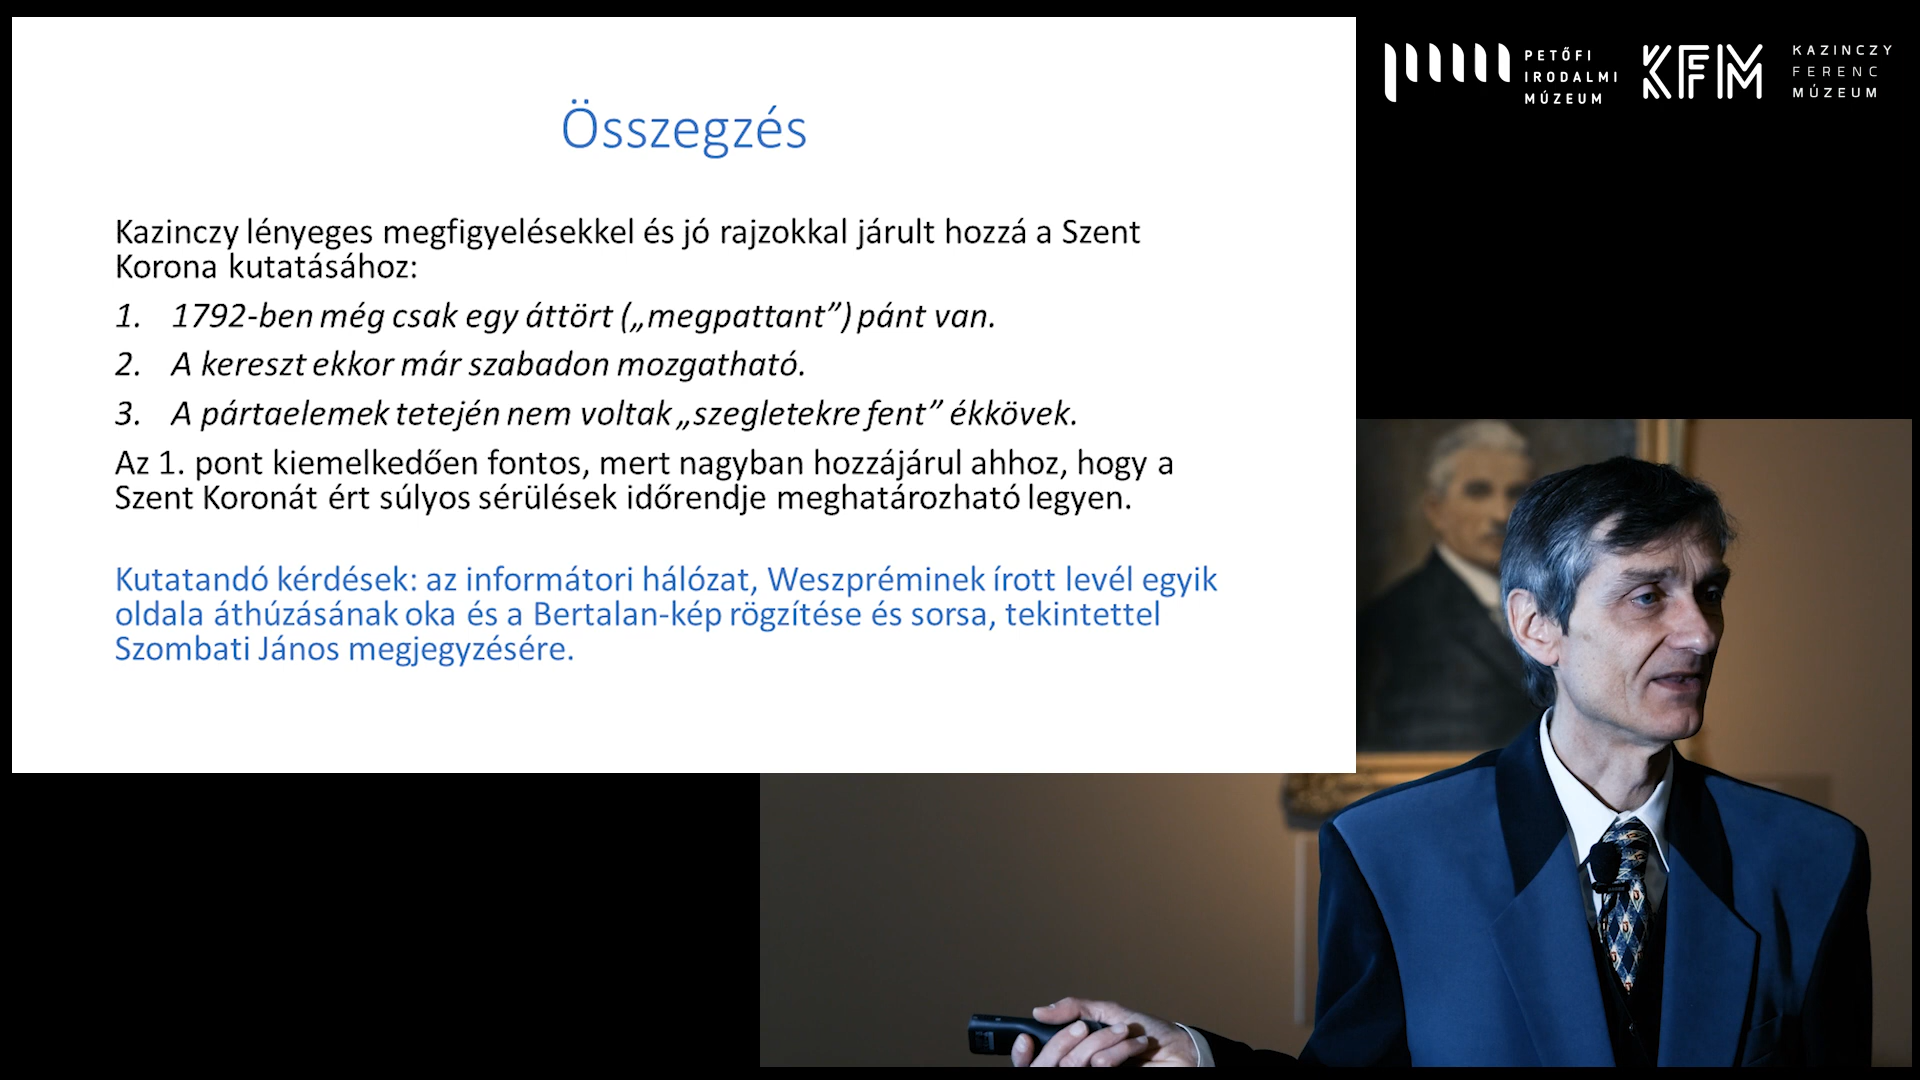 Összegzés
Kazinczy lényeges megfigyelésekkel és jó rajzokkal járult hozzá a Szent
Korona kutatásához:
1. 1792-ben még csak egy áttört („megpattant”) pánt van.
2. A kereszt ekkor már szabadon mozgatható.
3. A pártaelemek tetején nem voltak „szegletekre fent” ékkövek.
Az 1. pont kiemelkedően fontos, mert nagyban hozzájárul ahhoz, hogy a
Szent Koronát ért súlyos sérülések időrendje meghatározható legyen.
Kutatandó kérdések: az informátori hálózat, Weszpréminek írott levél egyik
oldala áthúzásának oka és a Bertalan-kép rögzítése és sorsa, tekintettel
Szombati János megjegyzésére.
PETŐFI
IRODALMI
MÚZEUM
KFM
KAZINCZY
FERENC
MÚZEUM